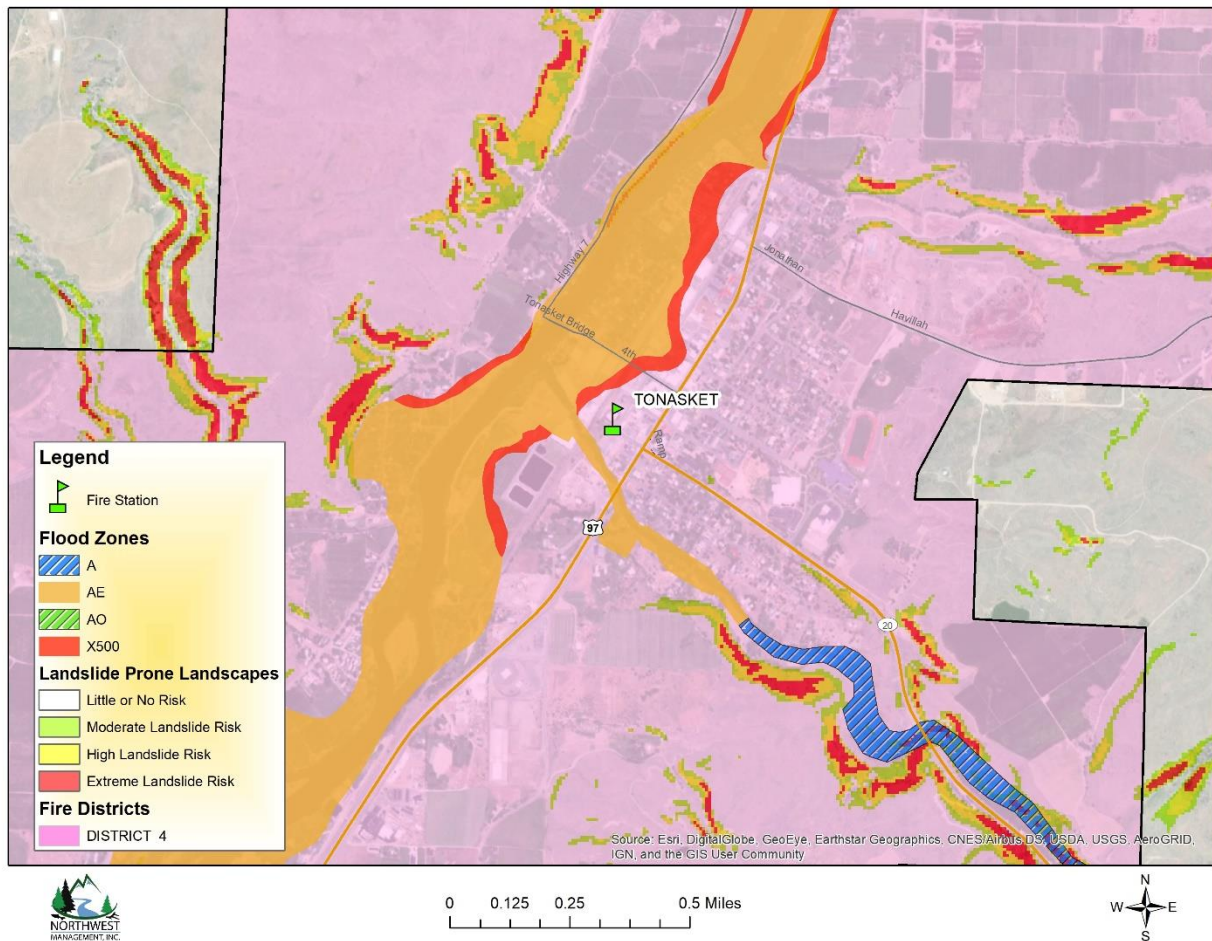 Highway 7
Tonasket Bridge
4th
Jonathan
Havillah
TONASKET
Ramp
97
20
Legend
Fire Station
Flood Zones
A
AE
AO
X500
Landslide Prone Landscapes
Little or No Risk
Moderate Landslide Risk
High Landslide Risk
Extreme Landslide Risk
Fire Districts
DISTRICT 4
Source: Esri, DigitalGlobe, GeoEye, Earthstar Geographics, CNES/Airbus DS, USDA, USGS, AeroGRID,
IGN, and the GIS User Community
NORTHWEST
MANAGEMENT, INC.
0 0.125 0.25 0.5 Miles
N
W E
S